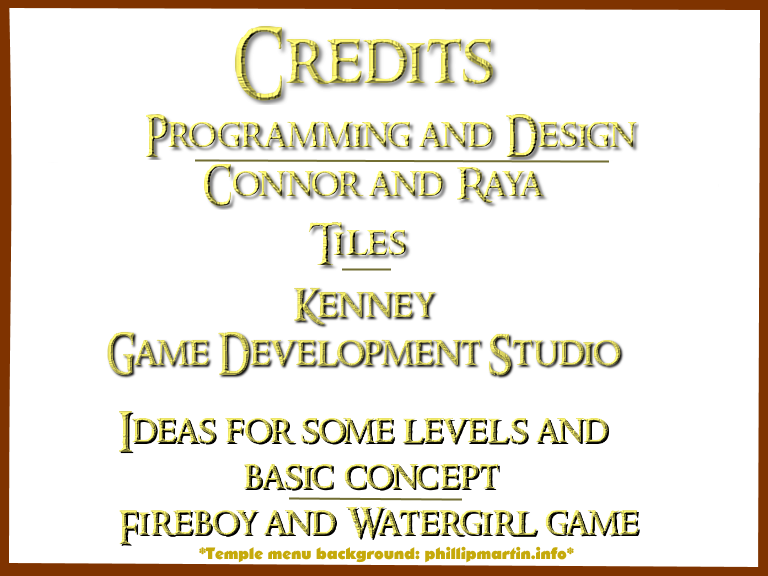 Credits
Programming and Design
Connor and Raya
Tiles
Kenney
Game Development Studio
Ideas for some levels and
basic concept
Fireboy and Watergirl game
*Temple menu background: phillipmartin.info*